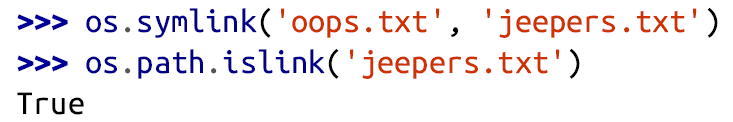 >>> os.symlink('oops.txt', 'jeepers.txt')
>>> os.path.islink('jeepers.txt')
True